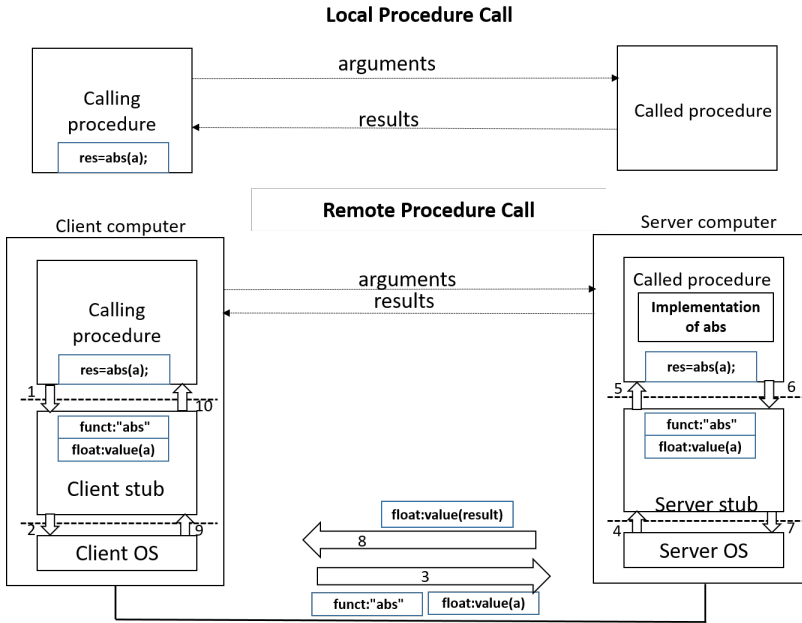 Local Procedure Call
arguments
Calling
procedure
Called procedure
results
res=abs(a);
Remote Procedure Call
Client computer
Server computer
arguments
results
Calling
procedure
res=abs(a);
Called procedure
Implementation
of abs
res=abs(a);
1
10
5
6
funct:"abs"
float:value(a)
Client stub
funct:"abs"
float:value(a)
Server stub
2
9
4
7
Client OS
Server OS
float:value(result)
8
3
funct:"abs"
float:value(a)